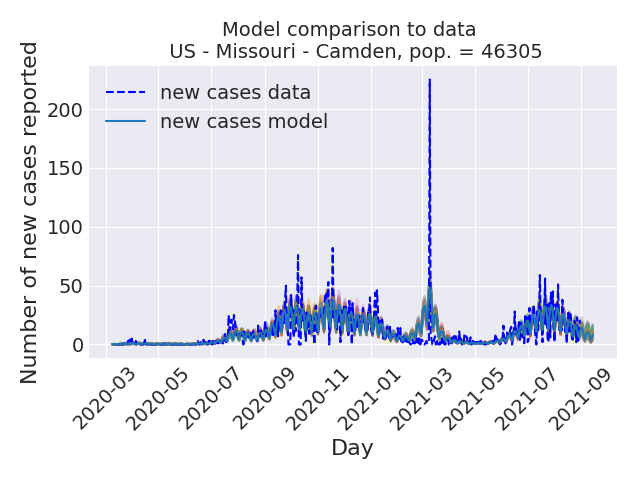 Model comparison to data
US - Missouri - Camden, pop. = 46305
Number of new cases reported
new cases data
new cases model
200
150
100
50
0
2020-03
2020-05
2020-07
2020-09
2020-11
2021-01
2021-03
2021-05
2021-07
2021-09
Day